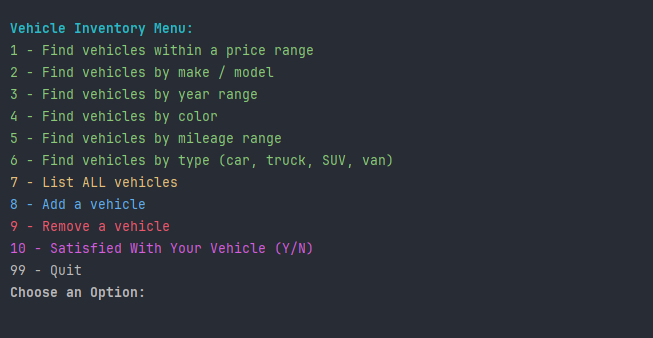 Vehicle Inventory Menu:
1 - Find vehicles within a price range
2 - Find vehicles by make / model
3 - Find vehicles by year range
4 - Find vehicles by color
5 - Find vehicles by mileage range
6 - Find vehicles by type (car, truck, SUV, van)
7 - List ALL vehicles
8 - Add a vehicle
9 - Remove a vehicle
10 - Satisfied With Your Vehicle (Y/N)
99 - Quit
Choose an Option: